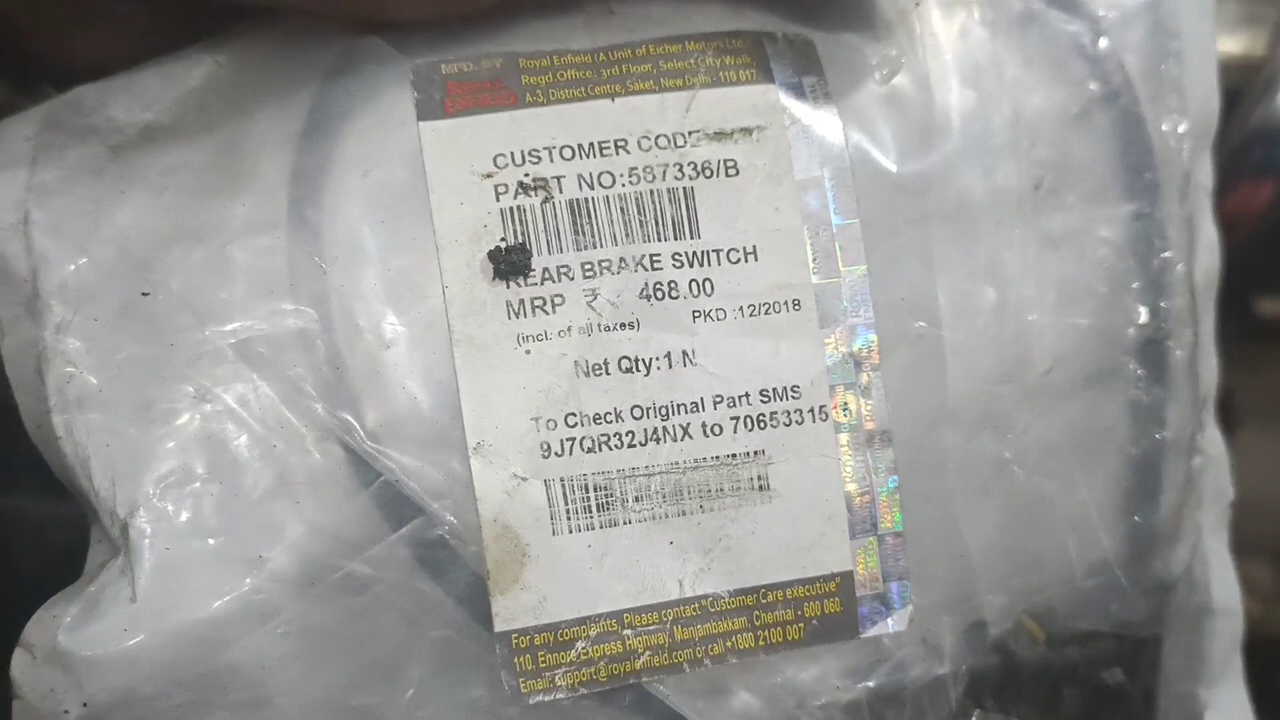 MFD. BY
ROYAL
ENFIELD
Royal Enfield (A Unit of Eicher Motors Ltc.,
Regd.Office: 3rd Floor, Select City Walk,
A-3, District Centre, Saket, New Delhi - 110 017.
CUSTOMER CODE
PART NO:587336/B
REAR BRAKE SWITCH
MRP ₹ 468.00
(incl. of all taxes) PKD :12/2018
Net Qty:1 N
To Check Original Part SMS
9J7QR32J4NX to 70653315
For any complaints, Please contact "Customer Care executive"
110, Ennore Express Highway, Manjambakkam, Chennai - 600 060.
Email: support@royalenfield.com or call +1800 2100 007